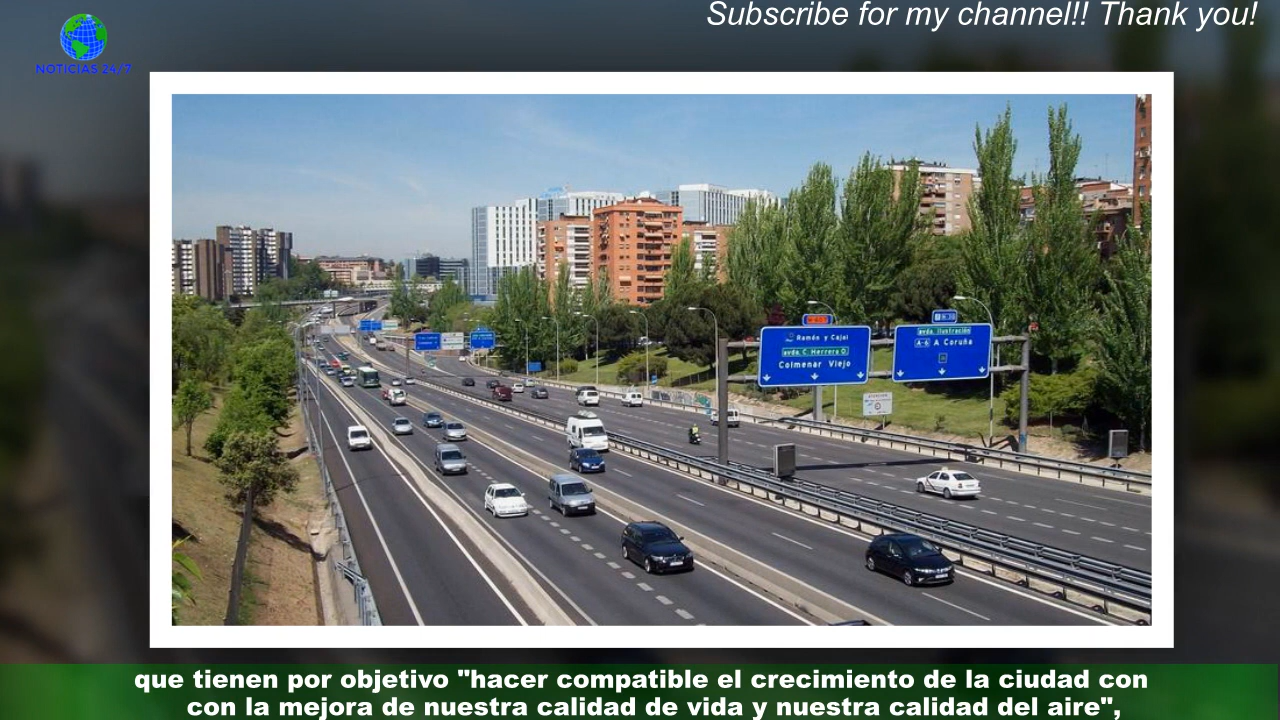 Subscribe for my channel!! Thank you!
NOTICIAS 24/7
Ramón y Cajal
avda. C. Herrera O.
Colmenar Viejo
avda. Ilustración
A-6 A Coruña
que tienen por objetivo "hacer compatible el crecimiento de la ciudad con
con la mejora de nuestra calidad de vida y nuestra calidad del aire",